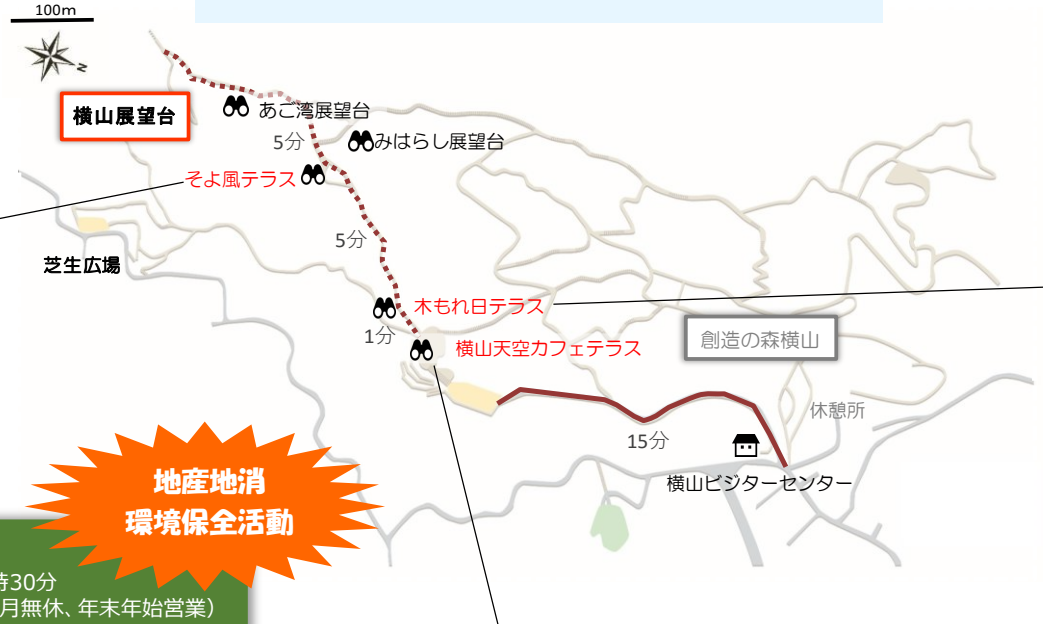 100m
N
横山展望台
あご湾展望台
5分
みはらし展望台
そよ風テラス
5分
芝生広場
木もれ日テラス
1分
横山天空カフェテラス
創造の森横山
休憩所
15分
横山ビジターセンター
地産地消
環境保全活動
時30分
月無休、年末年始営業）